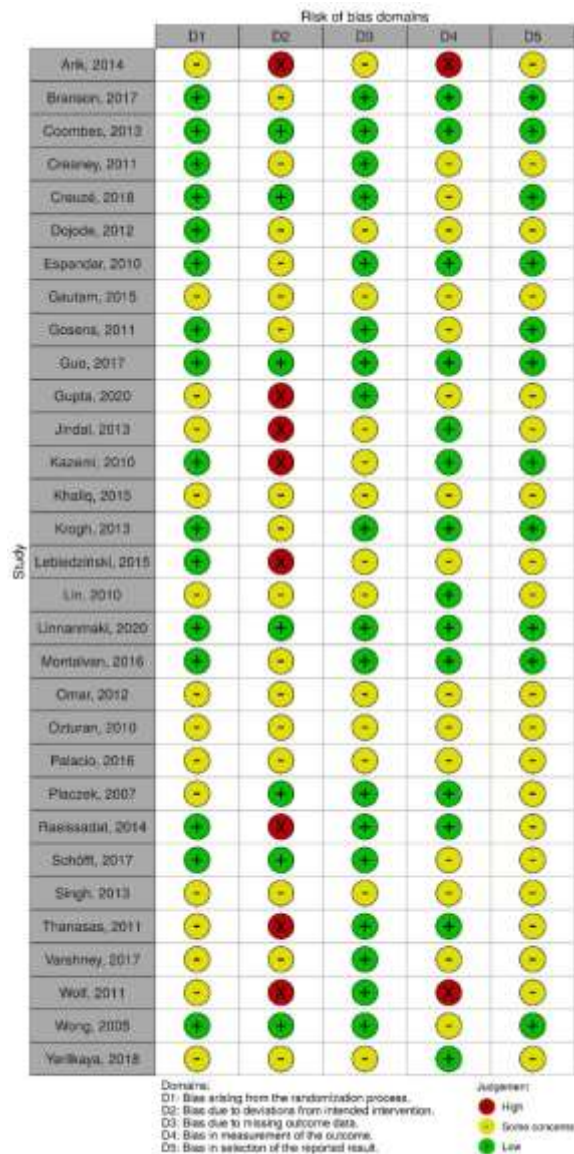 Risk of bias domains
D1 D2 D3 D4 D5
Study
Arik, 2014 - X - X -
Branson, 2017 + - + + +
Coombes, 2013 + + + + +
Creaney, 2011 + - + - -
Creuzé, 2018 + + + - +
Dojode, 2012 + - - - -
Espandar, 2010 + - + + +
Gautam, 2015 - - - - -
Gosens, 2011 + - + - +
Guo, 2017 + + + + +
Gupta, 2020 - X + - -
Jindal, 2013 - X - + -
Kazemi, 2010 + X - + +
Khaliq, 2015 - - - - -
Krogh, 2013 + - + + +
Lebiedziński, 2015 + X - - -
Lin, 2010 - - - + -
Linnanmaki, 2020 + + + + +
Montalvan, 2016 + - + + +
Omar, 2012 - - - - -
Ozturan, 2010 - - - - -
Palacio, 2016 - - - - -
Placzek, 2007 - + + + -
Raeissadat, 2014 + X + + -
Schöffl, 2017 + + + - -
Singh, 2013 - - - - -
Thanasas, 2011 - X + + -
Varshney, 2017 - - + - -
Wolf, 2011 - X + X -
Wong, 2005 + + + - +
Yerlikaya, 2018 - - - + -
Domains:
D1: Bias arising from the randomization process.
D2: Bias due to deviations from intended intervention.
D3: Bias due to missing outcome data.
D4: Bias in measurement of the outcome.
D5: Bias in selection of the reported result.
Judgement
X High
- Some concerns
+ Low